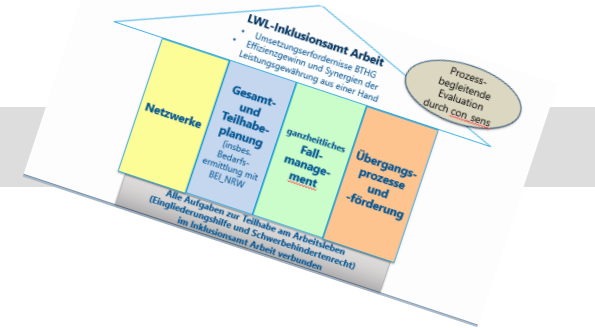 LWL-Inklusionsamt Arbeit
• Umsetzungserfordernisse BTHG
• Effizienzgewinn und Synergien der
Leistungsgewährung aus einer Hand
Prozess-
begleitende
Evaluation
durch con_sens
Netzwerke
Gesamt-
und
Teilhabe-
planung
(insbes.
Bedarfs-
ermittlung mit
BEI_NRW
ganzheitliches
Fall-
manage-
ment
Übergangs-
prozesse
und
-förderung
Alle Aufgaben zur Teilhabe am Arbeitsleben
(Eingliederungshilfe und Schwerbehindertenrecht)
im Inklusionsamt Arbeit verbunden